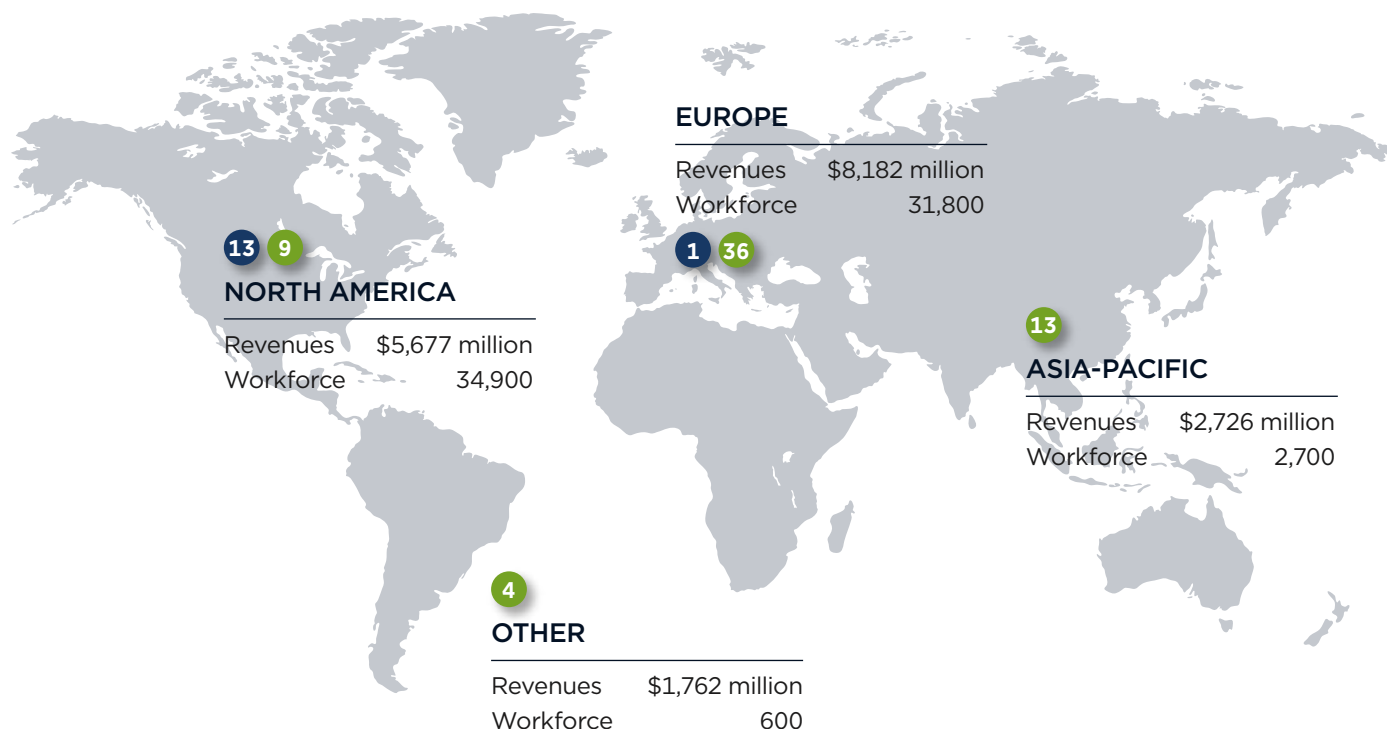 EUROPE
Revenues $8,182 million
Workforce 31,800
1 36
13 9
NORTH AMERICA
Revenues $5,677 million
Workforce 34,900
13
ASIA-PACIFIC
Revenues $2,726 million
Workforce 2,700
4
OTHER
Revenues $1,762 million
Workforce 600